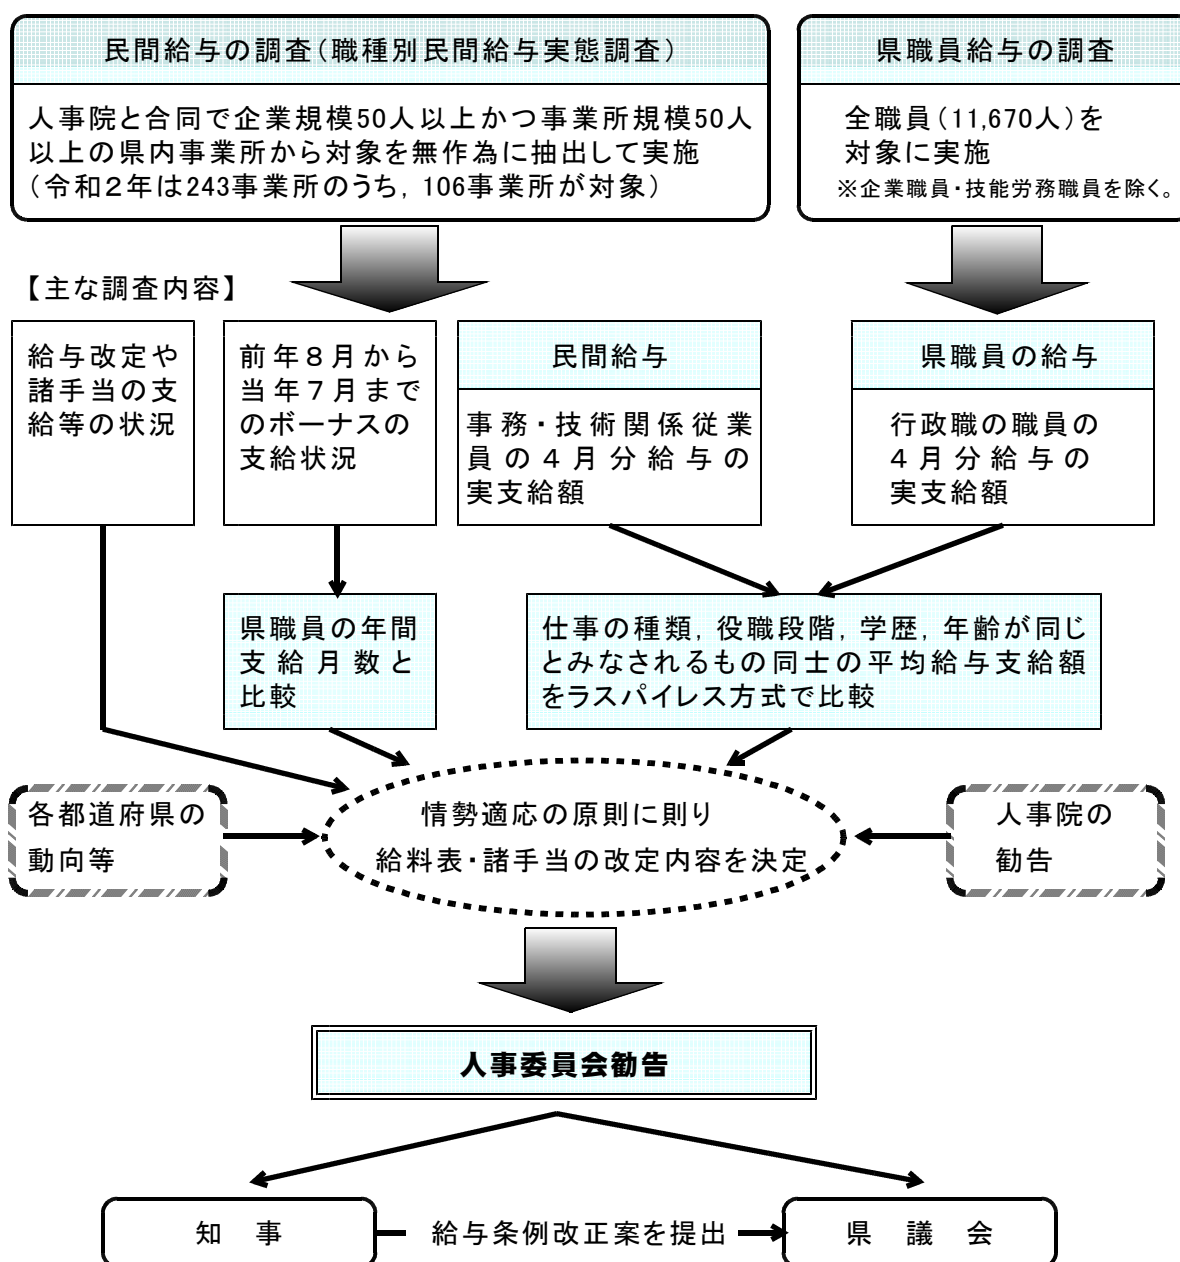 民間給与の調査（職種別民間給与実態調査）
人事院と合同で企業規模50人以上かつ事業所規模50人
以上の県内事業所から対象を無作為に抽出して実施
（令和２年は243事業所のうち，106事業所が対象）
県職員給与の調査
全職員（11,670人）を
対象に実施
※企業職員・技能労務職員を除く。
【主な調査内容】
給与改定や
諸手当の支
給等の状況
前年８月から
当年７月まで
のボーナスの
支給状況
民間給与
事務・技術関係従業
員の４月分給与の
実支給額
県職員の給与
行政職の職員の
４月分給与の
実支給額
県職員の年間
支給月数と
比較
仕事の種類，役職段階，学歴，年齢が同じ
とみなされるもの同士の平均給与支給額
をラスパイレス方式で比較
各都道府県の
動向等
情勢適応の原則に則り
給料表・諸手当の改定内容を決定
人事院の
勧告
人事委員会勧告
知　事
給与条例改正案を提出
県　議　会